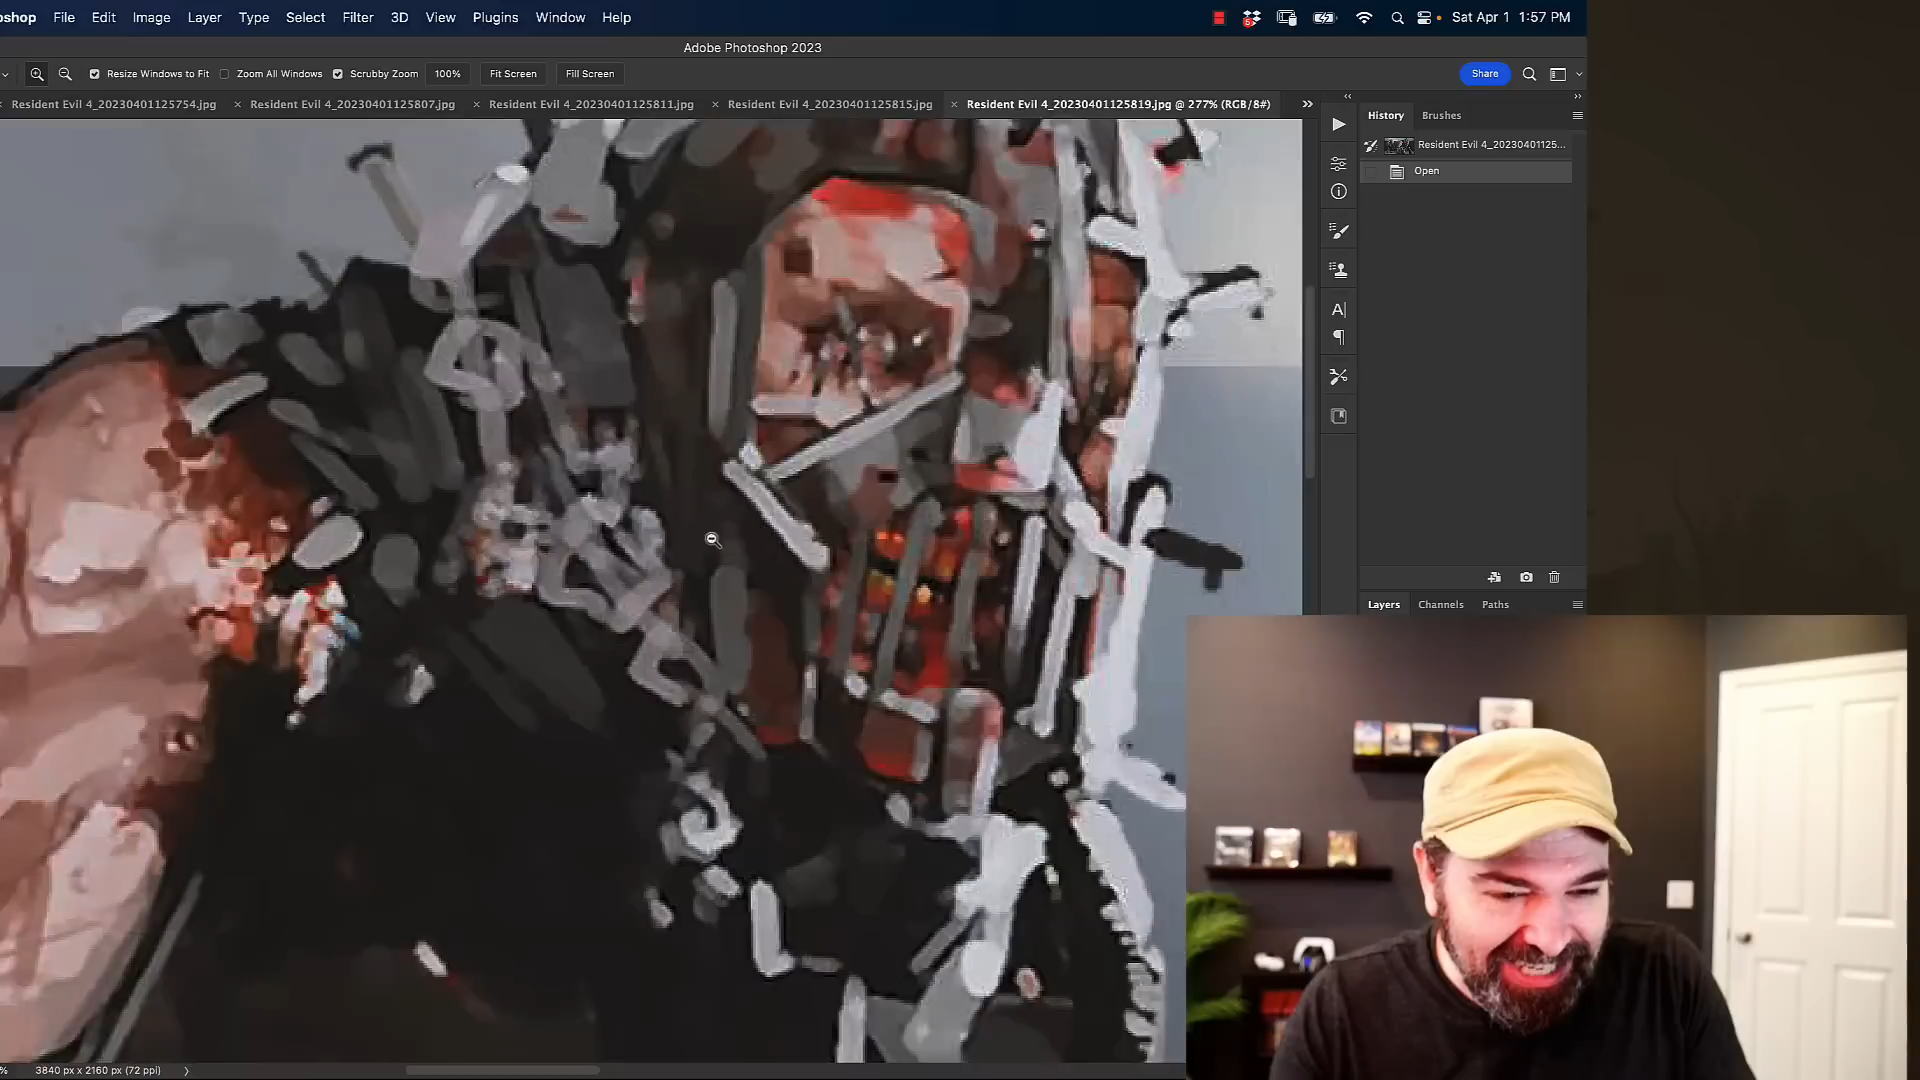 oshop File Edit Image Layer Type Select Filter 3D View Plugins Window Help Sat Apr 1 1:57 PM
Adobe Photoshop 2023
Resize Windows to Fit Zoom All Windows Scrubby Zoom 100% Fit Screen Fill Screen Share
Resident Evil 4_20230401125754.jpg × Resident Evil 4_20230401125807.jpg × Resident Evil 4_20230401125811.jpg × Resident Evil 4_20230401125815.jpg × Resident Evil 4_20230401125819.jpg @ 277% (RGB/8#)
History Brushes
Resident Evil 4_20230401125...
Open
Layers Channels Paths
% 3840 px x 2160 px (72 ppi)